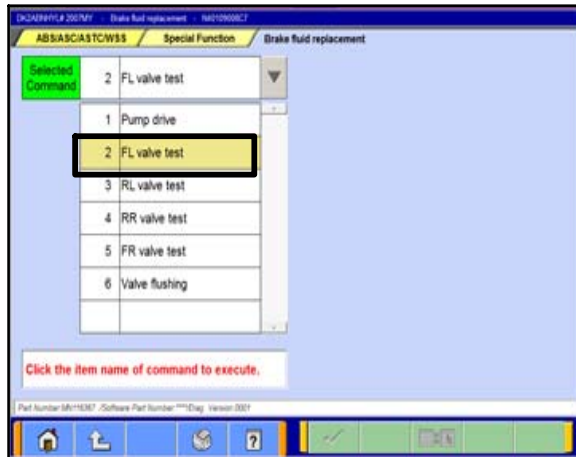 2007MY - Brake fluid replacement -
ABS/ASC/ASTC/WSS Special Function Brake fluid replacement
Selected Command 2 FL valve test
1 Pump drive
2 FL valve test
3 RL valve test
4 RR valve test
5 FR valve test
6 Valve flushing
Click the item name of command to execute.
Part Number /Software Part Number ****/Diag. Version 0001
?